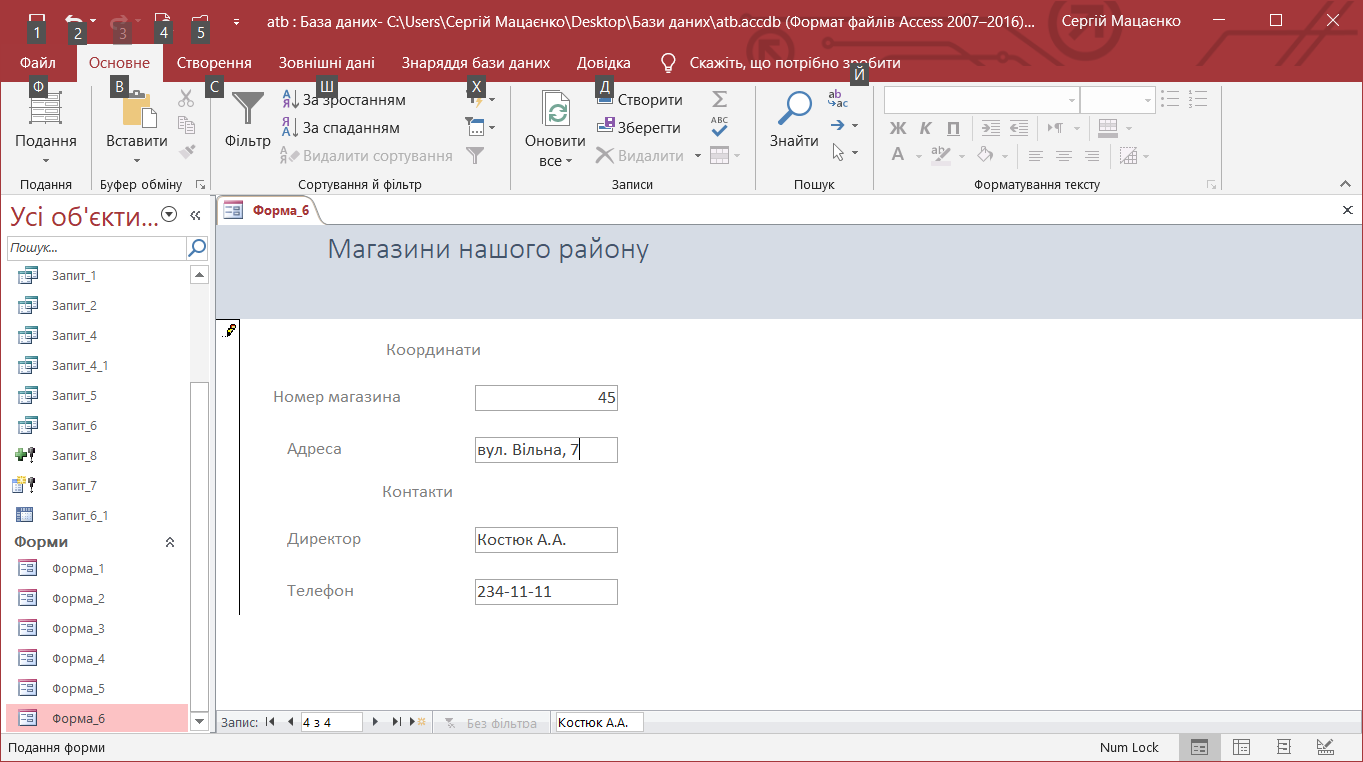 1 2 3 4 5 atb : База даних- C:\Users\Сергій Мацаєнко\Desktop\Бази даних\atb.accdb (Формат файлів Access 2007–2016)... Сергій Мацаєнко
Файл Основне Створення Зовнішні дані Знаряддя бази даних Довідка Скажіть, що потрібно зробити
Ф В С Ш Х Д Й
Подання
Вставити
Фільтр
За зростанням
За спаданням
Видалити сортування
Оновити
все
Створити
Зберегти
Видалити
ABC
Знайти
ab
ac
Ж К П
А ab
Подання Буфер обміну Сортування й фільтр Записи Пошук Форматування тексту
Усі об'єкти...
Пошук...
Запит_1
Запит_2
Запит_4
Запит_4_1
Запит_5
Запит_6
Запит_8
Запит_7
Запит_6_1
Форми
Форма_1
Форма_2
Форма_3
Форма_4
Форма_5
Форма_6
Форма_6
Магазини нашого району
Координати
Номер магазина 45
Адреса вул. Вільна, 7
Контакти
Директор Костюк А.А.
Телефон 234-11-11
Запис: 4 з 4 Без фільтра Костюк А.А.
Подання форми Num Lock